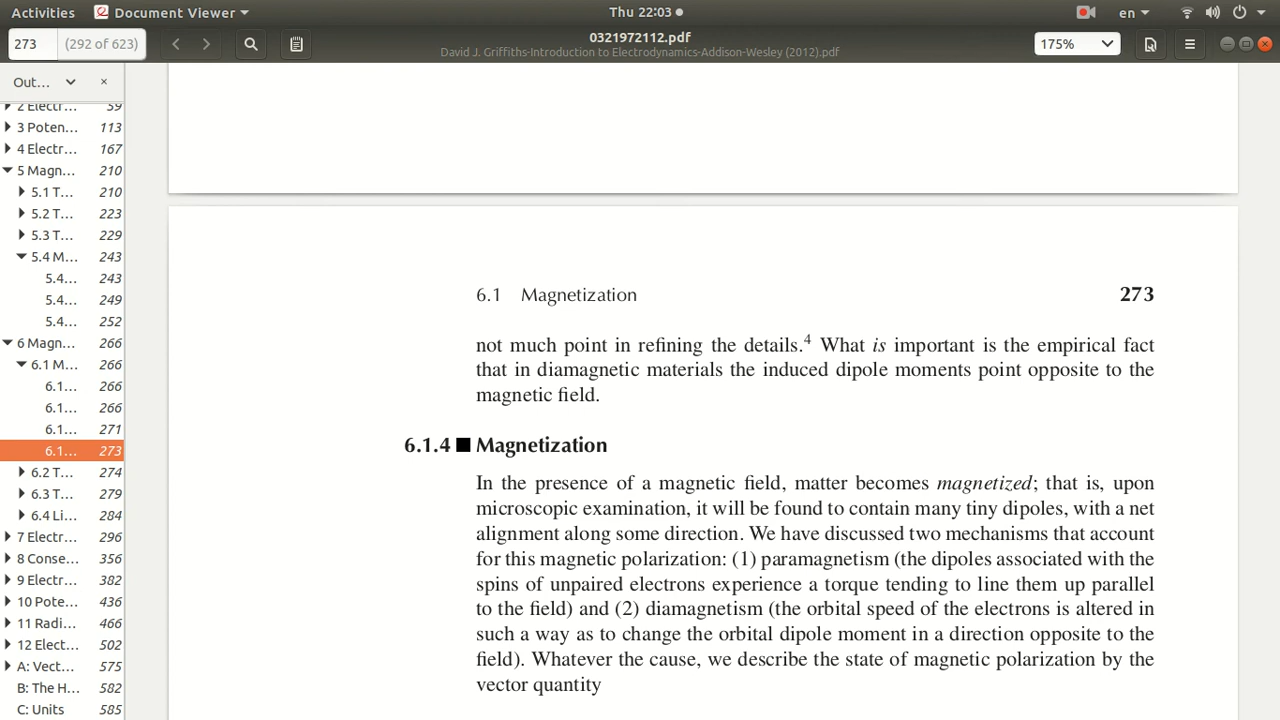 Activities Document Viewer Thu 22:03 en
273 (292 of 623) 0321972112.pdf 175%
David J. Griffiths-Introduction to Electrodynamics-Addison-Wesley (2012).pdf
Out... ×
2 Electr... 59
3 Poten... 113
4 Electr... 167
5 Magn... 210
5.1 T... 210
5.2 T... 223
5.3 T... 229
5.4 M... 243
5.4... 243
5.4... 249
5.4... 252
6 Magn... 266
6.1 M... 266
6.1... 266
6.1... 266
6.1... 271
6.1... 273
6.2 T... 274
6.3 T... 279
6.4 Li... 284
7 Electr... 296
8 Conse... 356
9 Electr... 382
10 Pote... 436
11 Radi... 466
12 Elect... 502
A: Vect... 575
B: The H... 582
C: Units 585
6.1 Magnetization 273
not much point in refining the details.⁴ What is important is the empirical fact
that in diamagnetic materials the induced dipole moments point opposite to the
magnetic field.
6.1.4 ■ Magnetization
In the presence of a magnetic field, matter becomes magnetized; that is, upon
microscopic examination, it will be found to contain many tiny dipoles, with a net
alignment along some direction. We have discussed two mechanisms that account
for this magnetic polarization: (1) paramagnetism (the dipoles associated with the
spins of unpaired electrons experience a torque tending to line them up parallel
to the field) and (2) diamagnetism (the orbital speed of the electrons is altered in
such a way as to change the orbital dipole moment in a direction opposite to the
field). Whatever the cause, we describe the state of magnetic polarization by the
vector quantity